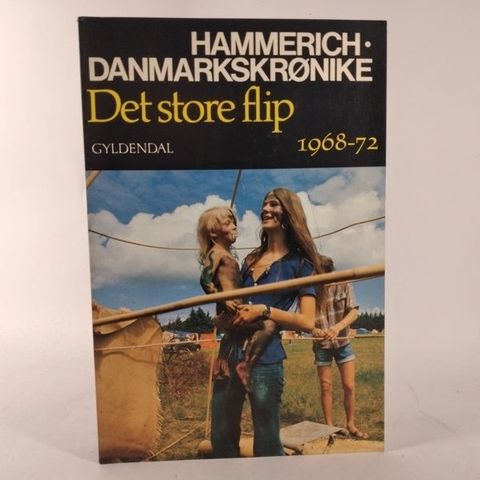 HAMMERICH·
DANMARKSKRØNIKE
Det store flip
GYLDENDAL 1968-72